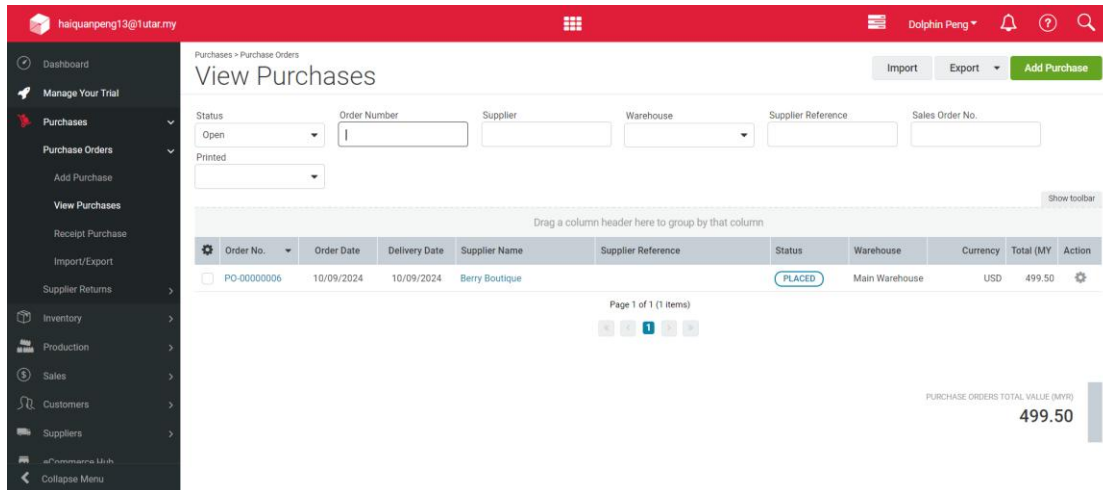 haiquanpeng13@1utar.my
Dolphin Peng
?
Dashboard
Manage Your Trial
Purchases
Purchase Orders
Add Purchase
View Purchases
Receipt Purchase
Import/Export
Supplier Returns
Inventory
Production
Sales
Customers
Suppliers
eCommerce Hub
Collapse Menu
Purchases > Purchase Orders
View Purchases
Import
Export
Add Purchase
Status
Order Number
Supplier
Warehouse
Supplier Reference
Sales Order No.
Open
Printed
Show toolbar
Drag a column header here to group by that column
Order No. Order Date Delivery Date Supplier Name Supplier Reference Status Warehouse Currency Total (MY Action
PO-00000006 10/09/2024 10/09/2024 Berry Boutique PLACED Main Warehouse USD 499.50
Page 1 of 1 (1 items)
« ‹ 1 › »
PURCHASE ORDERS TOTAL VALUE (MYR)
499.50